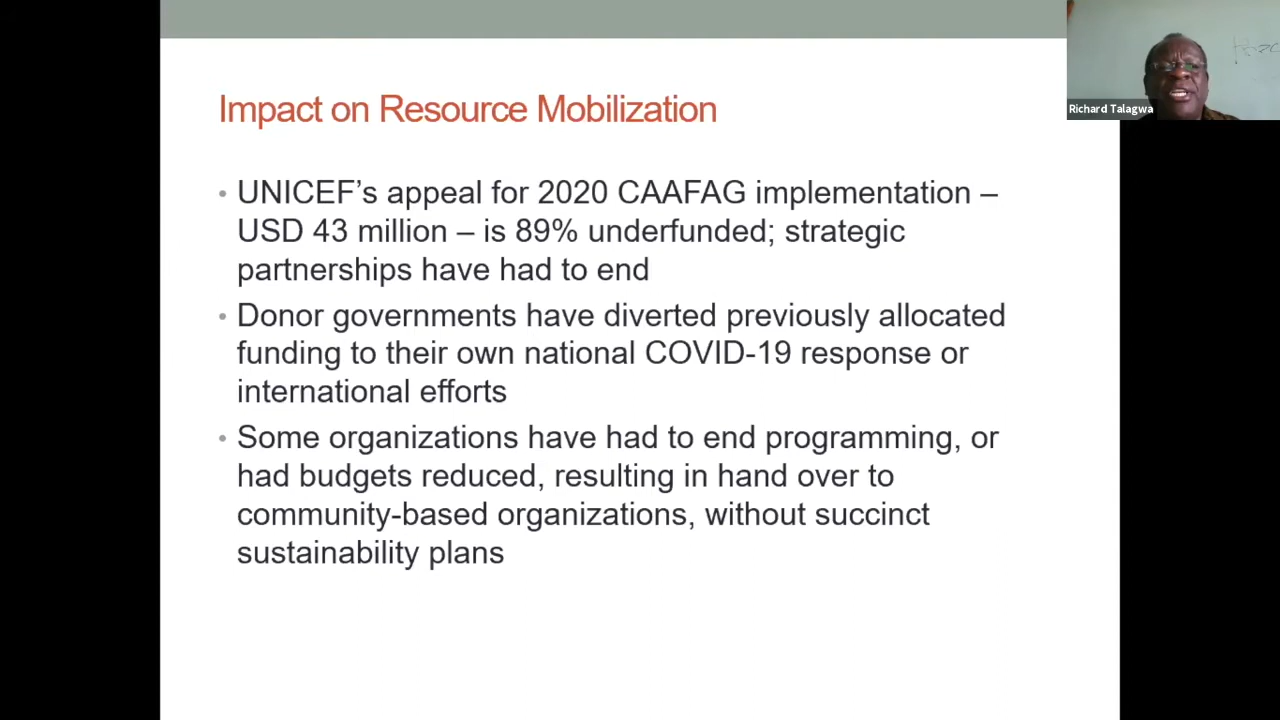 Impact on Resource Mobilization
Richard Talagwa
• UNICEF’s appeal for 2020 CAAFAG implementation –
USD 43 million – is 89% underfunded; strategic
partnerships have had to end
• Donor governments have diverted previously allocated
funding to their own national COVID-19 response or
international efforts
• Some organizations have had to end programming, or
had budgets reduced, resulting in hand over to
community-based organizations, without succinct
sustainability plans